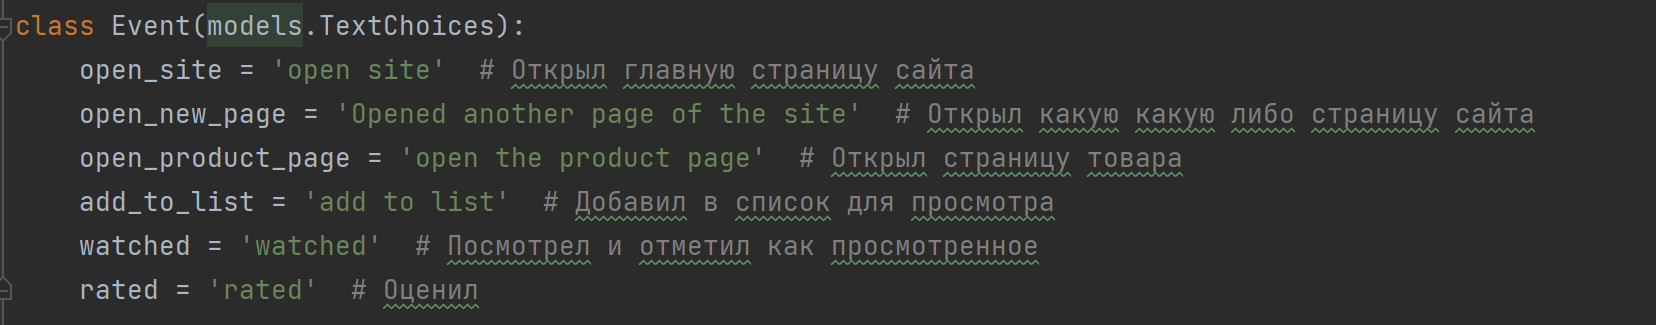 class Event(models.TextChoices):
    open_site = 'open site'  # Открыл главную страницу сайта
    open_new_page = 'Opened another page of the site'  # Открыл какую какую либо страницу сайта
    open_product_page = 'open the product page'  # Открыл страницу товара
    add_to_list = 'add to list'  # Добавил в список для просмотра
    watched = 'watched'  # Посмотрел и отметил как просмотренное
    rated = 'rated'  # Оценил